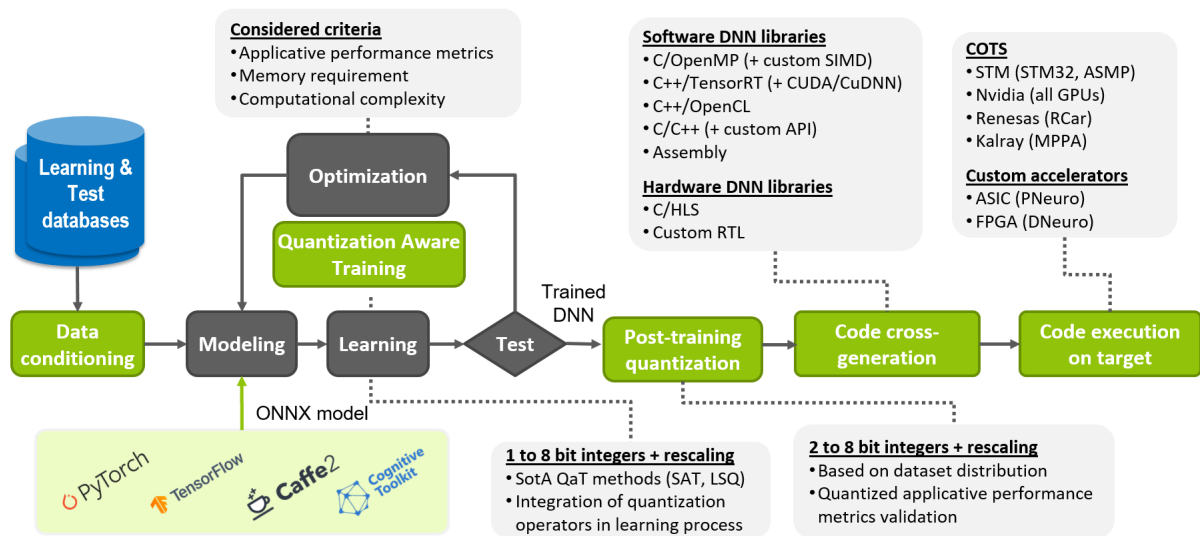 Considered criteria
• Applicative performance metrics
• Memory requirement
• Computational complexity
Software DNN libraries
• C/OpenMP (+ custom SIMD)
• C++/TensorRT (+ CUDA/CuDNN)
• C++/OpenCL
• C/C++ (+ custom API)
• Assembly
Hardware DNN libraries
• C/HLS
• Custom RTL
COTS
• STM (STM32, ASMP)
• Nvidia (all GPUs)
• Renesas (RCar)
• Kalray (MPPA)
Custom accelerators
• ASIC (PNeuro)
• FPGA (DNeuro)
Learning &
Test
databases
Optimization
Quantization Aware
Training
Data
conditioning
Modeling
Learning
Test
Trained
DNN
Post-training
quantization
Code cross-
generation
Code execution
on target
ONNX model
PyTorch
TensorFlow
Caffe2
Cognitive
Toolkit
1 to 8 bit integers + rescaling
• SotA QaT methods (SAT, LSQ)
• Integration of quantization
operators in learning process
2 to 8 bit integers + rescaling
• Based on dataset distribution
• Quantized applicative performance
metrics validation